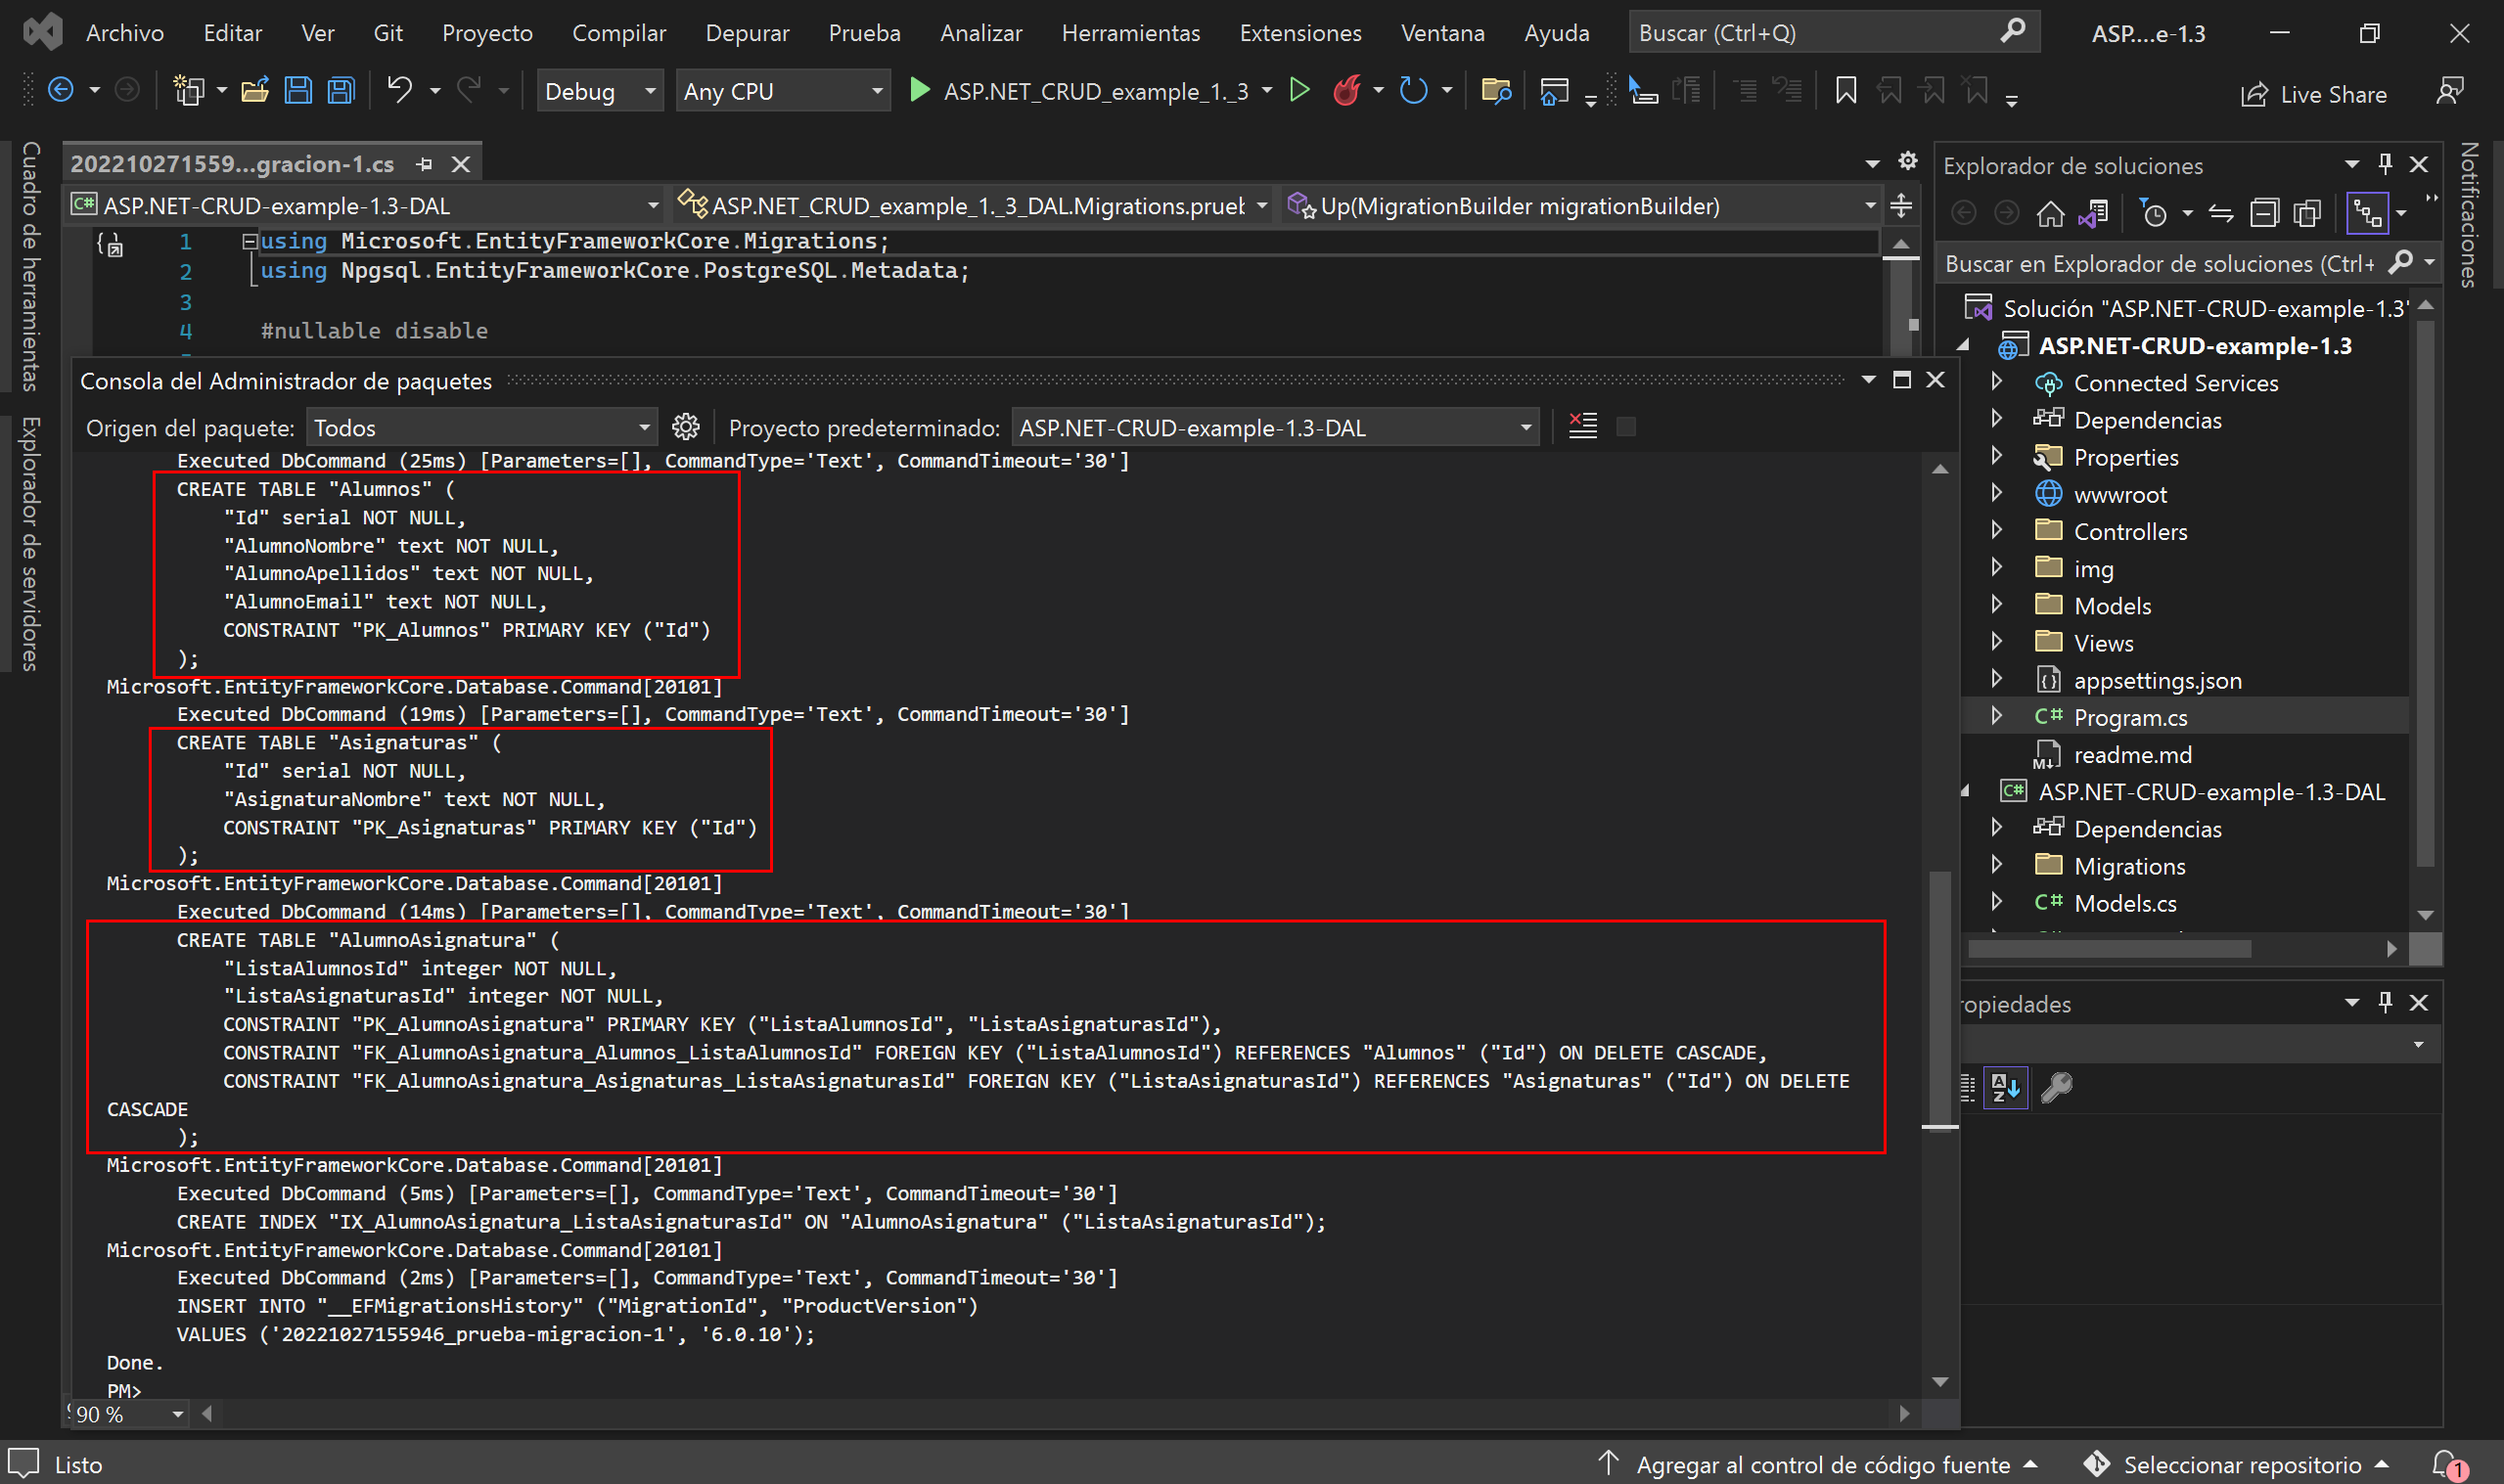 Archivo Editar Ver Git Proyecto Compilar Depurar Prueba Analizar Herramientas Extensiones Ventana Ayuda Buscar (Ctrl+Q) ASP....e-1.3
Debug Any CPU ASP.NET_CRUD_example_1._3 Live Share
Cuadro de herramientas
Explorador de servidores
202210271559...gracion-1.cs
ASP.NET-CRUD-example-1.3-DAL ASP.NET_CRUD_example_1._3_DAL.Migrations.prueb Up(MigrationBuilder migrationBuilder)
1 using Microsoft.EntityFrameworkCore.Migrations;
2 using Npgsql.EntityFrameworkCore.PostgreSQL.Metadata;
3
4 #nullable disable
Consola del Administrador de paquetes
Origen del paquete: Todos Proyecto predeterminado: ASP.NET-CRUD-example-1.3-DAL
Executed DbCommand (25ms) [Parameters=[], CommandType='Text', CommandTimeout='30']
CREATE TABLE "Alumnos" (
"Id" serial NOT NULL,
"AlumnoNombre" text NOT NULL,
"AlumnoApellidos" text NOT NULL,
"AlumnoEmail" text NOT NULL,
CONSTRAINT "PK_Alumnos" PRIMARY KEY ("Id")
);
Microsoft.EntityFrameworkCore.Database.Command[20101]
Executed DbCommand (19ms) [Parameters=[], CommandType='Text', CommandTimeout='30']
CREATE TABLE "Asignaturas" (
"Id" serial NOT NULL,
"AsignaturaNombre" text NOT NULL,
CONSTRAINT "PK_Asignaturas" PRIMARY KEY ("Id")
);
Microsoft.EntityFrameworkCore.Database.Command[20101]
Executed DbCommand (14ms) [Parameters=[], CommandType='Text', CommandTimeout='30']
CREATE TABLE "AlumnoAsignatura" (
"ListaAlumnosId" integer NOT NULL,
"ListaAsignaturasId" integer NOT NULL,
CONSTRAINT "PK_AlumnoAsignatura" PRIMARY KEY ("ListaAlumnosId", "ListaAsignaturasId"),
CONSTRAINT "FK_AlumnoAsignatura_Alumnos_ListaAlumnosId" FOREIGN KEY ("ListaAlumnosId") REFERENCES "Alumnos" ("Id") ON DELETE CASCADE,
CONSTRAINT "FK_AlumnoAsignatura_Asignaturas_ListaAsignaturasId" FOREIGN KEY ("ListaAsignaturasId") REFERENCES "Asignaturas" ("Id") ON DELETE
CASCADE
);
Microsoft.EntityFrameworkCore.Database.Command[20101]
Executed DbCommand (5ms) [Parameters=[], CommandType='Text', CommandTimeout='30']
CREATE INDEX "IX_AlumnoAsignatura_ListaAsignaturasId" ON "AlumnoAsignatura" ("ListaAsignaturasId");
Microsoft.EntityFrameworkCore.Database.Command[20101]
Executed DbCommand (2ms) [Parameters=[], CommandType='Text', CommandTimeout='30']
INSERT INTO "__EFMigrationsHistory" ("MigrationId", "ProductVersion")
VALUES ('20221027155946_prueba-migracion-1', '6.0.10');
Done.
PM>
90 %
Explorador de soluciones
Buscar en Explorador de soluciones (Ctrl+
Solución "ASP.NET-CRUD-example-1.3"
ASP.NET-CRUD-example-1.3
Connected Services
Dependencias
Properties
wwwroot
Controllers
img
Models
Views
appsettings.json
C# Program.cs
readme.md
C# ASP.NET-CRUD-example-1.3-DAL
Dependencias
Migrations
C# Models.cs
ropiedades
Notificaciones
Listo Agregar al control de código fuente Seleccionar repositorio 1